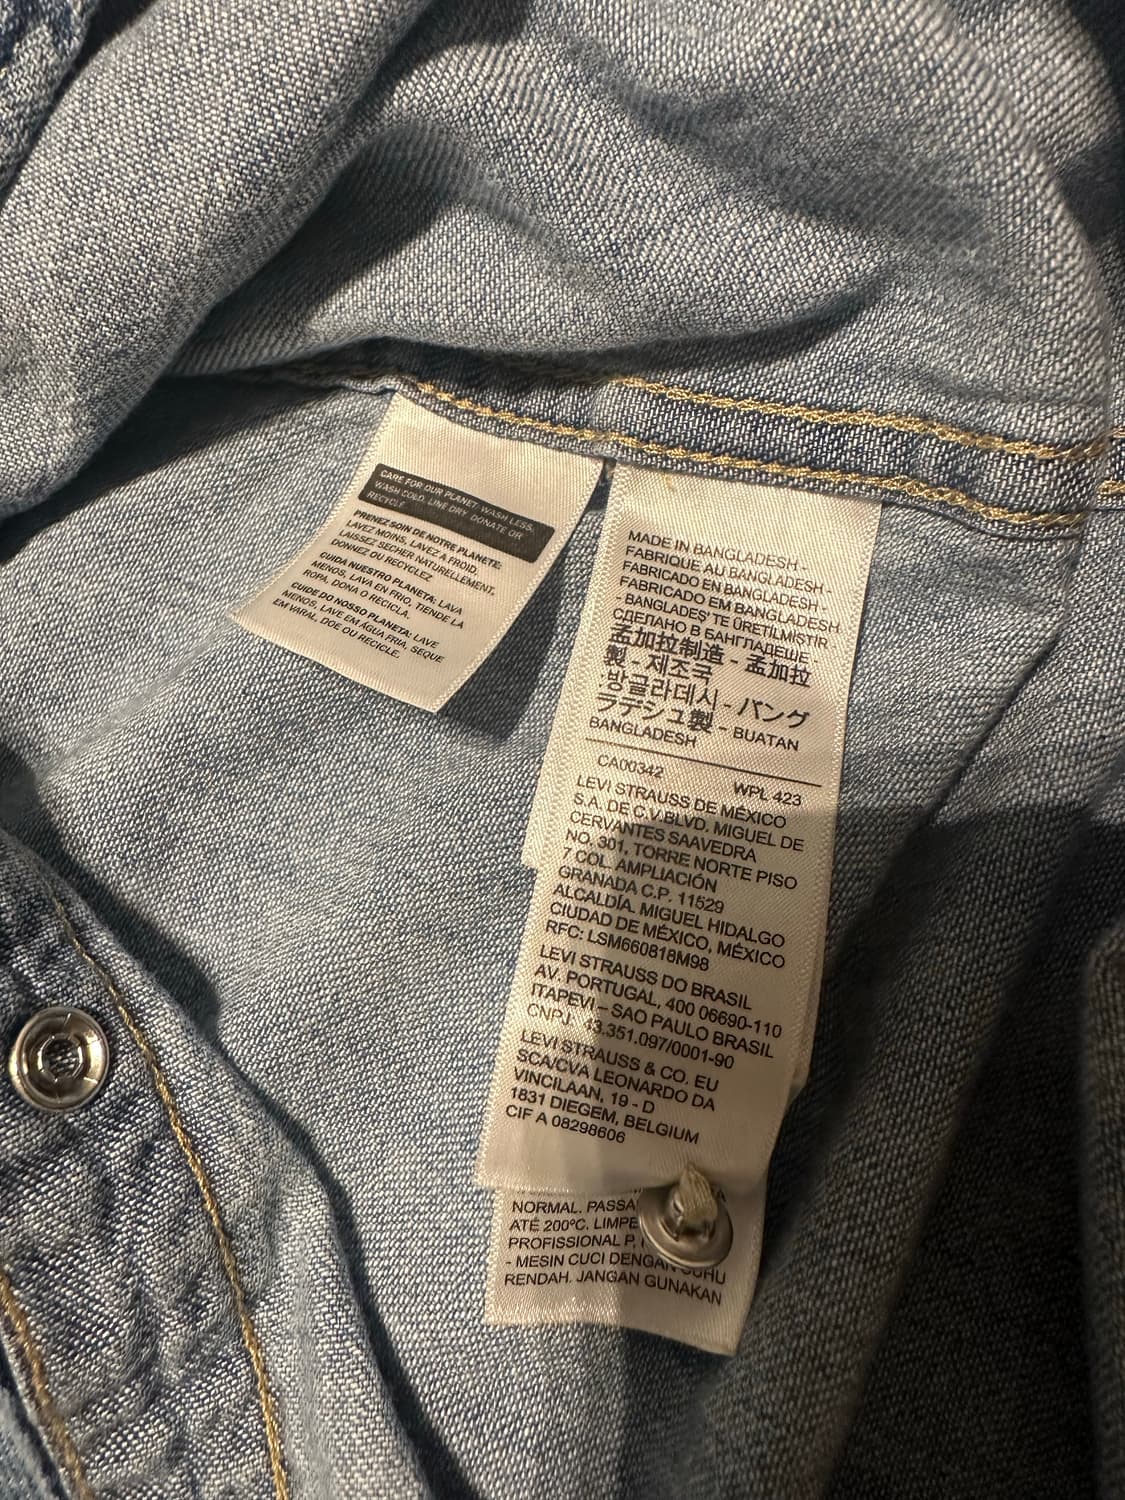 CARE FOR OUR PLANET: WASH LESS,
WASH COLD, LINE DRY, DONATE OR
RECYCLE
PRENEZ SOIN DE NOTRE PLANETE:
LAVEZ MOINS, LAVEZ A FROID,
LAISSEZ SECHER NATURELLEMENT,
DONNEZ OU RECYCLEZ
CUIDA NUESTRO PLANETA: LAVA
MENOS, LAVA EN FRIO, TIENDE LA
ROPA, DONA O RECICLA.
CUIDE DO NOSSO PLANETA: LAVE
MENOS, LAVE EM ÁGUA FRIA, SEQUE
EM VARAL, DOE OU RECICLE.
MADE IN BANGLADESH -
FABRIQUE AU BANGLADESH -
FABRICADO EN BANGLADESH -
FABRICADO EM BANGLADESH
- BANGLADEŞ' TE ÜRETİLMİSTİR
СДЕЛАНО В БАНГЛАДЕШЕ -
孟加拉制造 - 孟加拉
製 - 제조국
:방글라데시 - バング
ラデシュ製 - BUATAN
BANGLADESH
CA00342 WPL 423
LEVI STRAUSS DE MÉXICO
S.A. DE C.V.BLVD. MIGUEL DE
CERVANTES SAAVEDRA
NO. 301, TORRE NORTE PISO
7 COL. AMPLIACIÓN
GRANADA C.P. 11529
ALCALDÍA. MIGUEL HIDALGO
CIUDAD DE MÉXICO, MÉXICO
RFC: LSM660818M98
LEVI STRAUSS DO BRASIL
AV. PORTUGAL, 400 06690-110
ITAPEVI – SAO PAULO BRASIL
CNPJ: 43.351.097/0001-90
LEVI STRAUSS & CO. EU
SCA/CVA LEONARDO DA
VINCILAAN, 19 - D
1831 DIEGEM, BELGIUM
CIF A 08298606
NORMAL. PASSA
ATÉ 200ºC. LIMPE
PROFISSIONAL P,
- MESIN CUCI DENGAN SUHU
RENDAH. JANGAN GUNAKAN